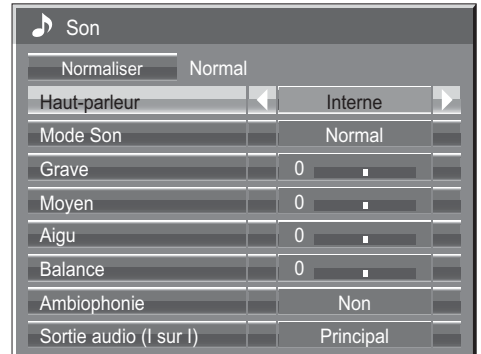 Son
Normaliser Normal
Haut-parleur Interne
Mode Son Normal
Grave 0
Moyen 0
Aigu 0
Balance 0
Ambiophonie Non
Sortie audio (I sur I) Principal